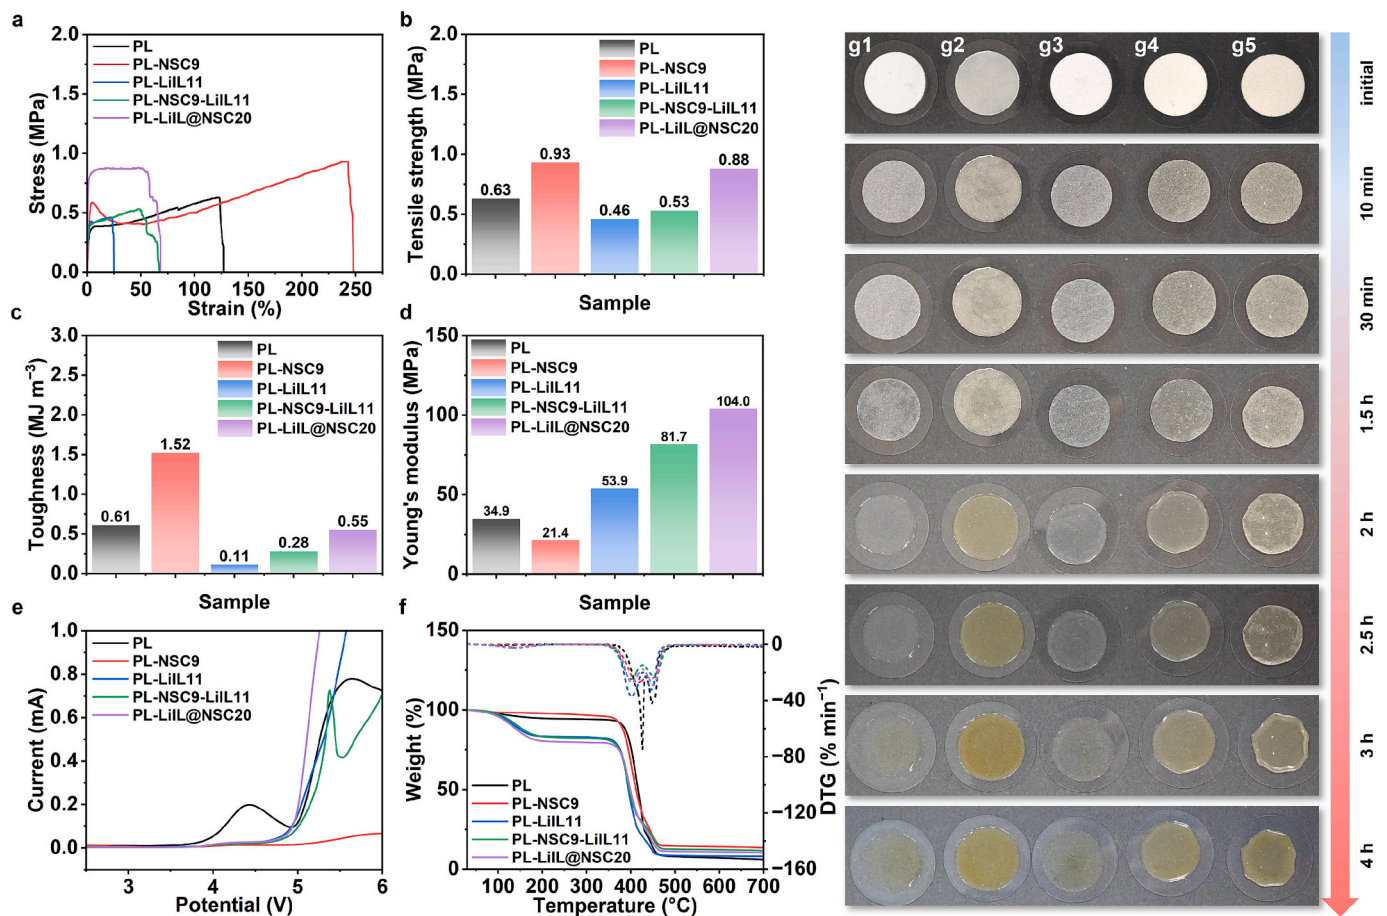 a
2.0
1.5
1.0
0.5
0.0
Stress (MPa)
PL
PL-NSC9
PL-LiIL11
PL-NSC9-LiIL11
PL-LiIL@NSC20
0 50 100 150 200 250
Strain (%)
b
2.0
1.5
1.0
0.5
0.0
Tensile strength (MPa)
PL
PL-NSC9
PL-LiIL11
PL-NSC9-LiIL11
PL-LiIL@NSC20
0.63
0.93
0.46
0.53
0.88
Sample
c
3.0
2.5
2.0
1.5
1.0
0.5
0.0
Toughness (MJ m−3)
PL
PL-NSC9
PL-LiIL11
PL-NSC9-LiIL11
PL-LiIL@NSC20
0.61
1.52
0.11
0.28
0.55
Sample
d
150
100
50
0
Young's modulus (MPa)
PL
PL-NSC9
PL-LiIL11
PL-NSC9-LiIL11
PL-LiIL@NSC20
34.9
21.4
53.9
81.7
104.0
Sample
e
1.0
0.8
0.6
0.4
0.2
0.0
Current (mA)
PL
PL-NSC9
PL-LiIL11
PL-NSC9-LiIL11
PL-LiIL@NSC20
3 4 5 6
Potential (V)
f
150
100
50
0
Weight (%)
PL
PL-NSC9
PL-LiIL11
PL-NSC9-LiIL11
PL-LiIL@NSC20
0
−40
−80
−120
−160
DTG (% min−1)
100 200 300 400 500 600 700
Temperature (°C)
g1 g2 g3 g4 g5
initial
10 min
30 min
1.5 h
2 h
2.5 h
3 h
4 h